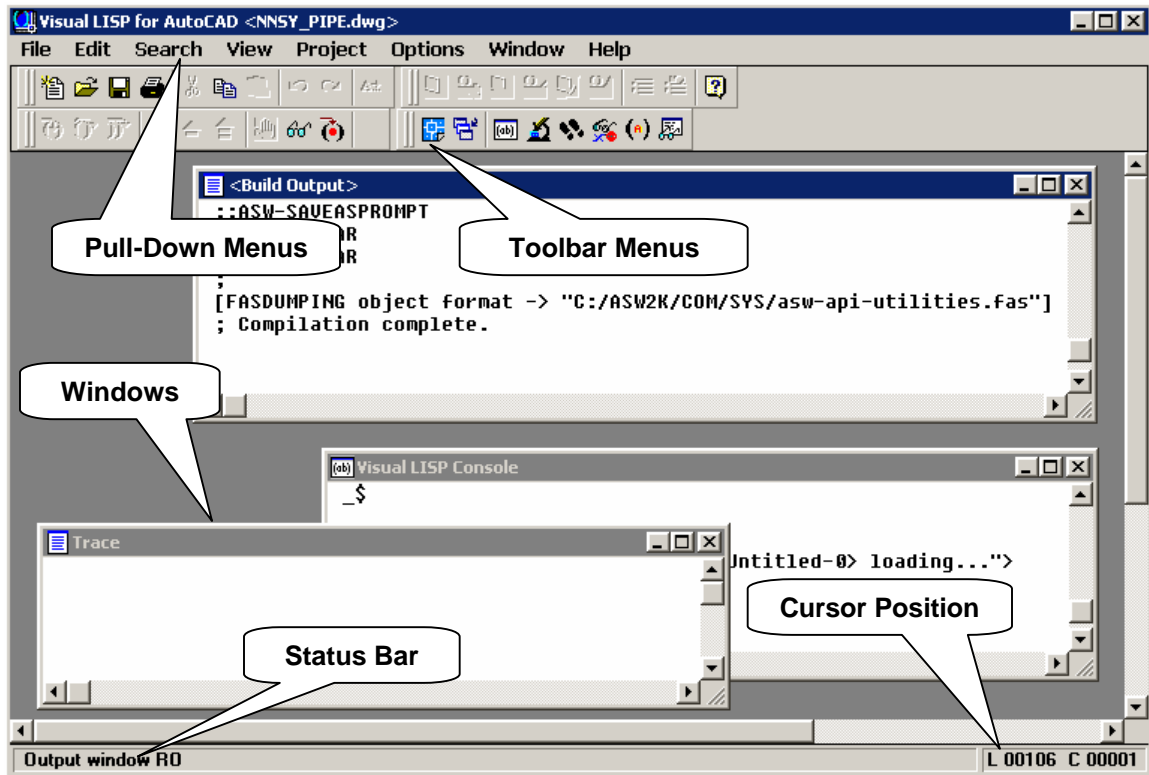 Visual LISP for AutoCAD <NNSY_PIPE.dwg>
File Edit Search View Project Options Window Help
<Build Output>
::ASW-SAVEASPROMPT
AR
Pull-Down Menus
Toolbar Menus
AR
;
[FASDUMPING object format -> "C:/ASW2K/COM/SYS/asw-api-utilities.fas"]
; Compilation complete.
Windows
(ab) Visual LISP Console
_$
Trace
Untitled-0> loading...">
Cursor Position
Status Bar
Output window RO
L 00106 C 00001